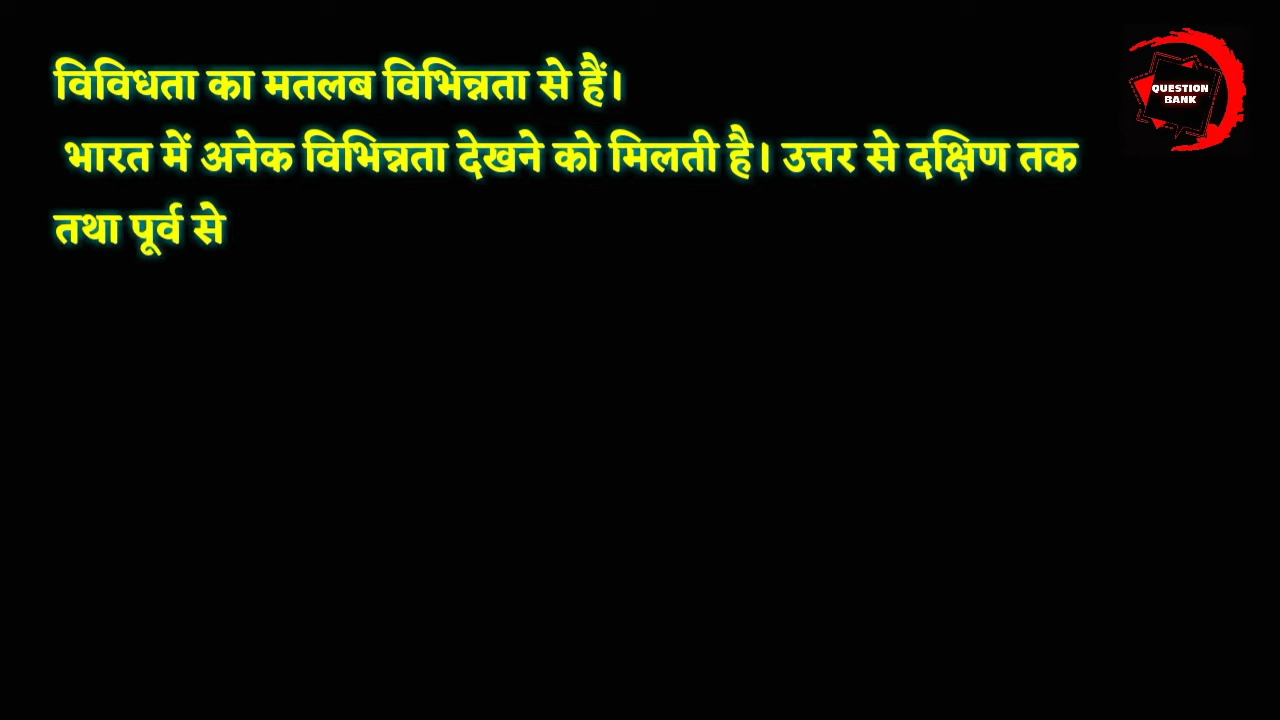 विविधता का मतलब विभिन्नता से हैं।
भारत में अनेक विभिन्नता देखने को मिलती है। उत्तर से दक्षिण तक
तथा पूर्व से
QUESTION
BANK